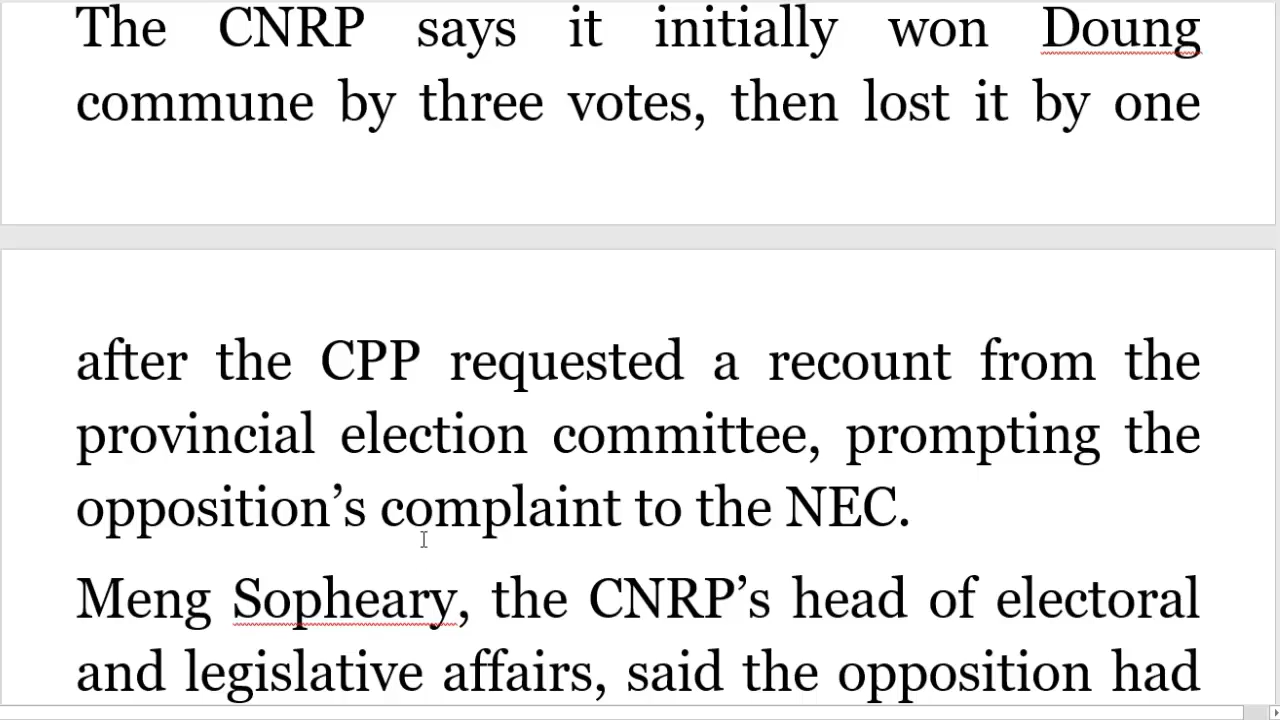 The CNRP says it initially won Doung
commune by three votes, then lost it by one
after the CPP requested a recount from the
provincial election committee, prompting the
opposition’s complaint to the NEC.
Meng Sopheary, the CNRP’s head of electoral
and legislative affairs, said the opposition had